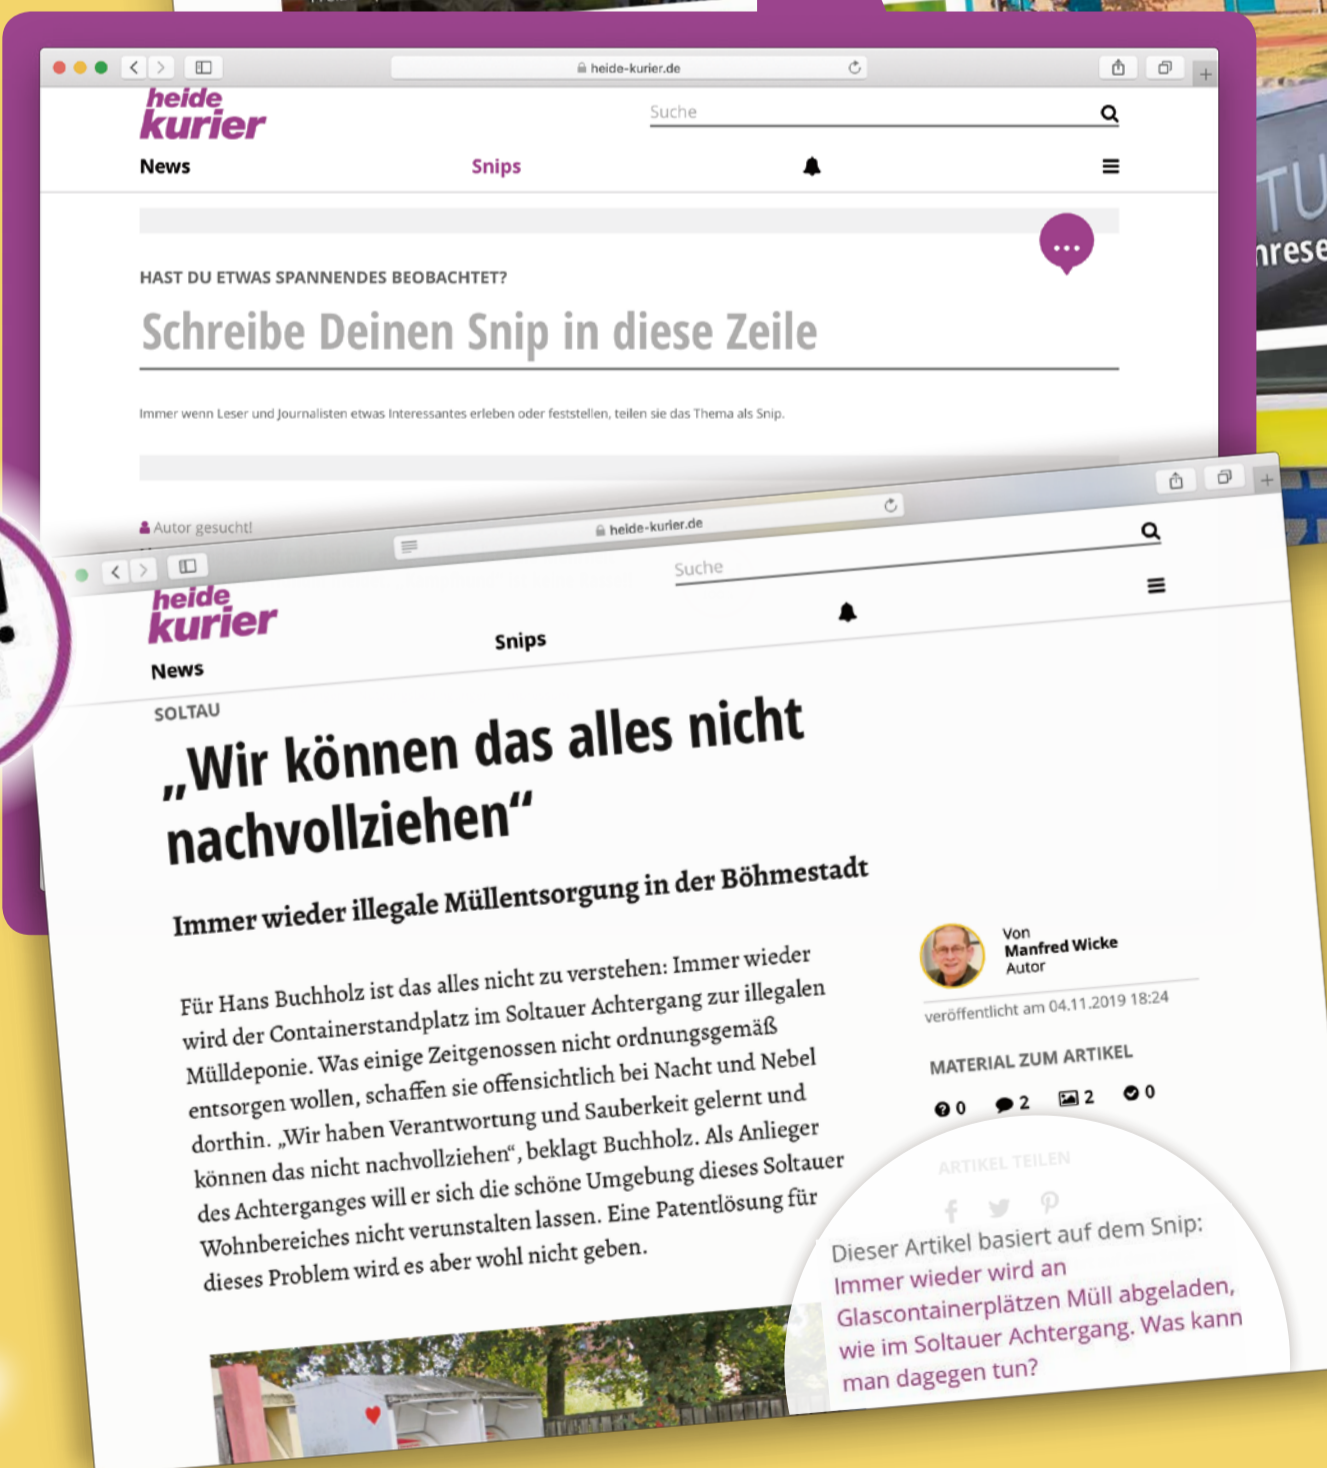 heide-kurier.de
heide
kurier
Suche
News
Snips
HAST DU ETWAS SPANNENDES BEOBACHTET?
Schreibe Deinen Snip in diese Zeile
Immer wenn Leser und Journalisten etwas Interessantes erleben oder feststellen, teilen sie das Thema als Snip.
Autor gesucht!
heide-kurier.de
heide
kurier
Suche
News
Snips
SOLTAU
„Wir können das alles nicht
nachvollziehen“
Immer wieder illegale Müllentsorgung in der Böhmestadt
Für Hans Buchholz ist das alles nicht zu verstehen: Immer wieder
wird der Containerstandplatz im Soltauer Achtergang zur illegalen
Mülldeponie. Was einige Zeitgenossen nicht ordnungsgemäß
entsorgen wollen, schaffen sie offensichtlich bei Nacht und Nebel
dorthin. „Wir haben Verantwortung und Sauberkeit gelernt und
können das nicht nachvollziehen“, beklagt Buchholz. Als Anlieger
des Achterganges will er sich die schöne Umgebung dieses Soltauer
Wohnbereiches nicht verunstalten lassen. Eine Patentlösung für
dieses Problem wird es aber wohl nicht geben.
Von
Manfred Wicke
Autor
veröffentlicht am 04.11.2019 18:24
MATERIAL ZUM ARTIKEL
0 2 2 0
ARTIKEL TEILEN
Dieser Artikel basiert auf dem Snip:
Immer wieder wird an
Glascontainerplätzen Müll abgeladen,
wie im Soltauer Achtergang. Was kann
man dagegen tun?